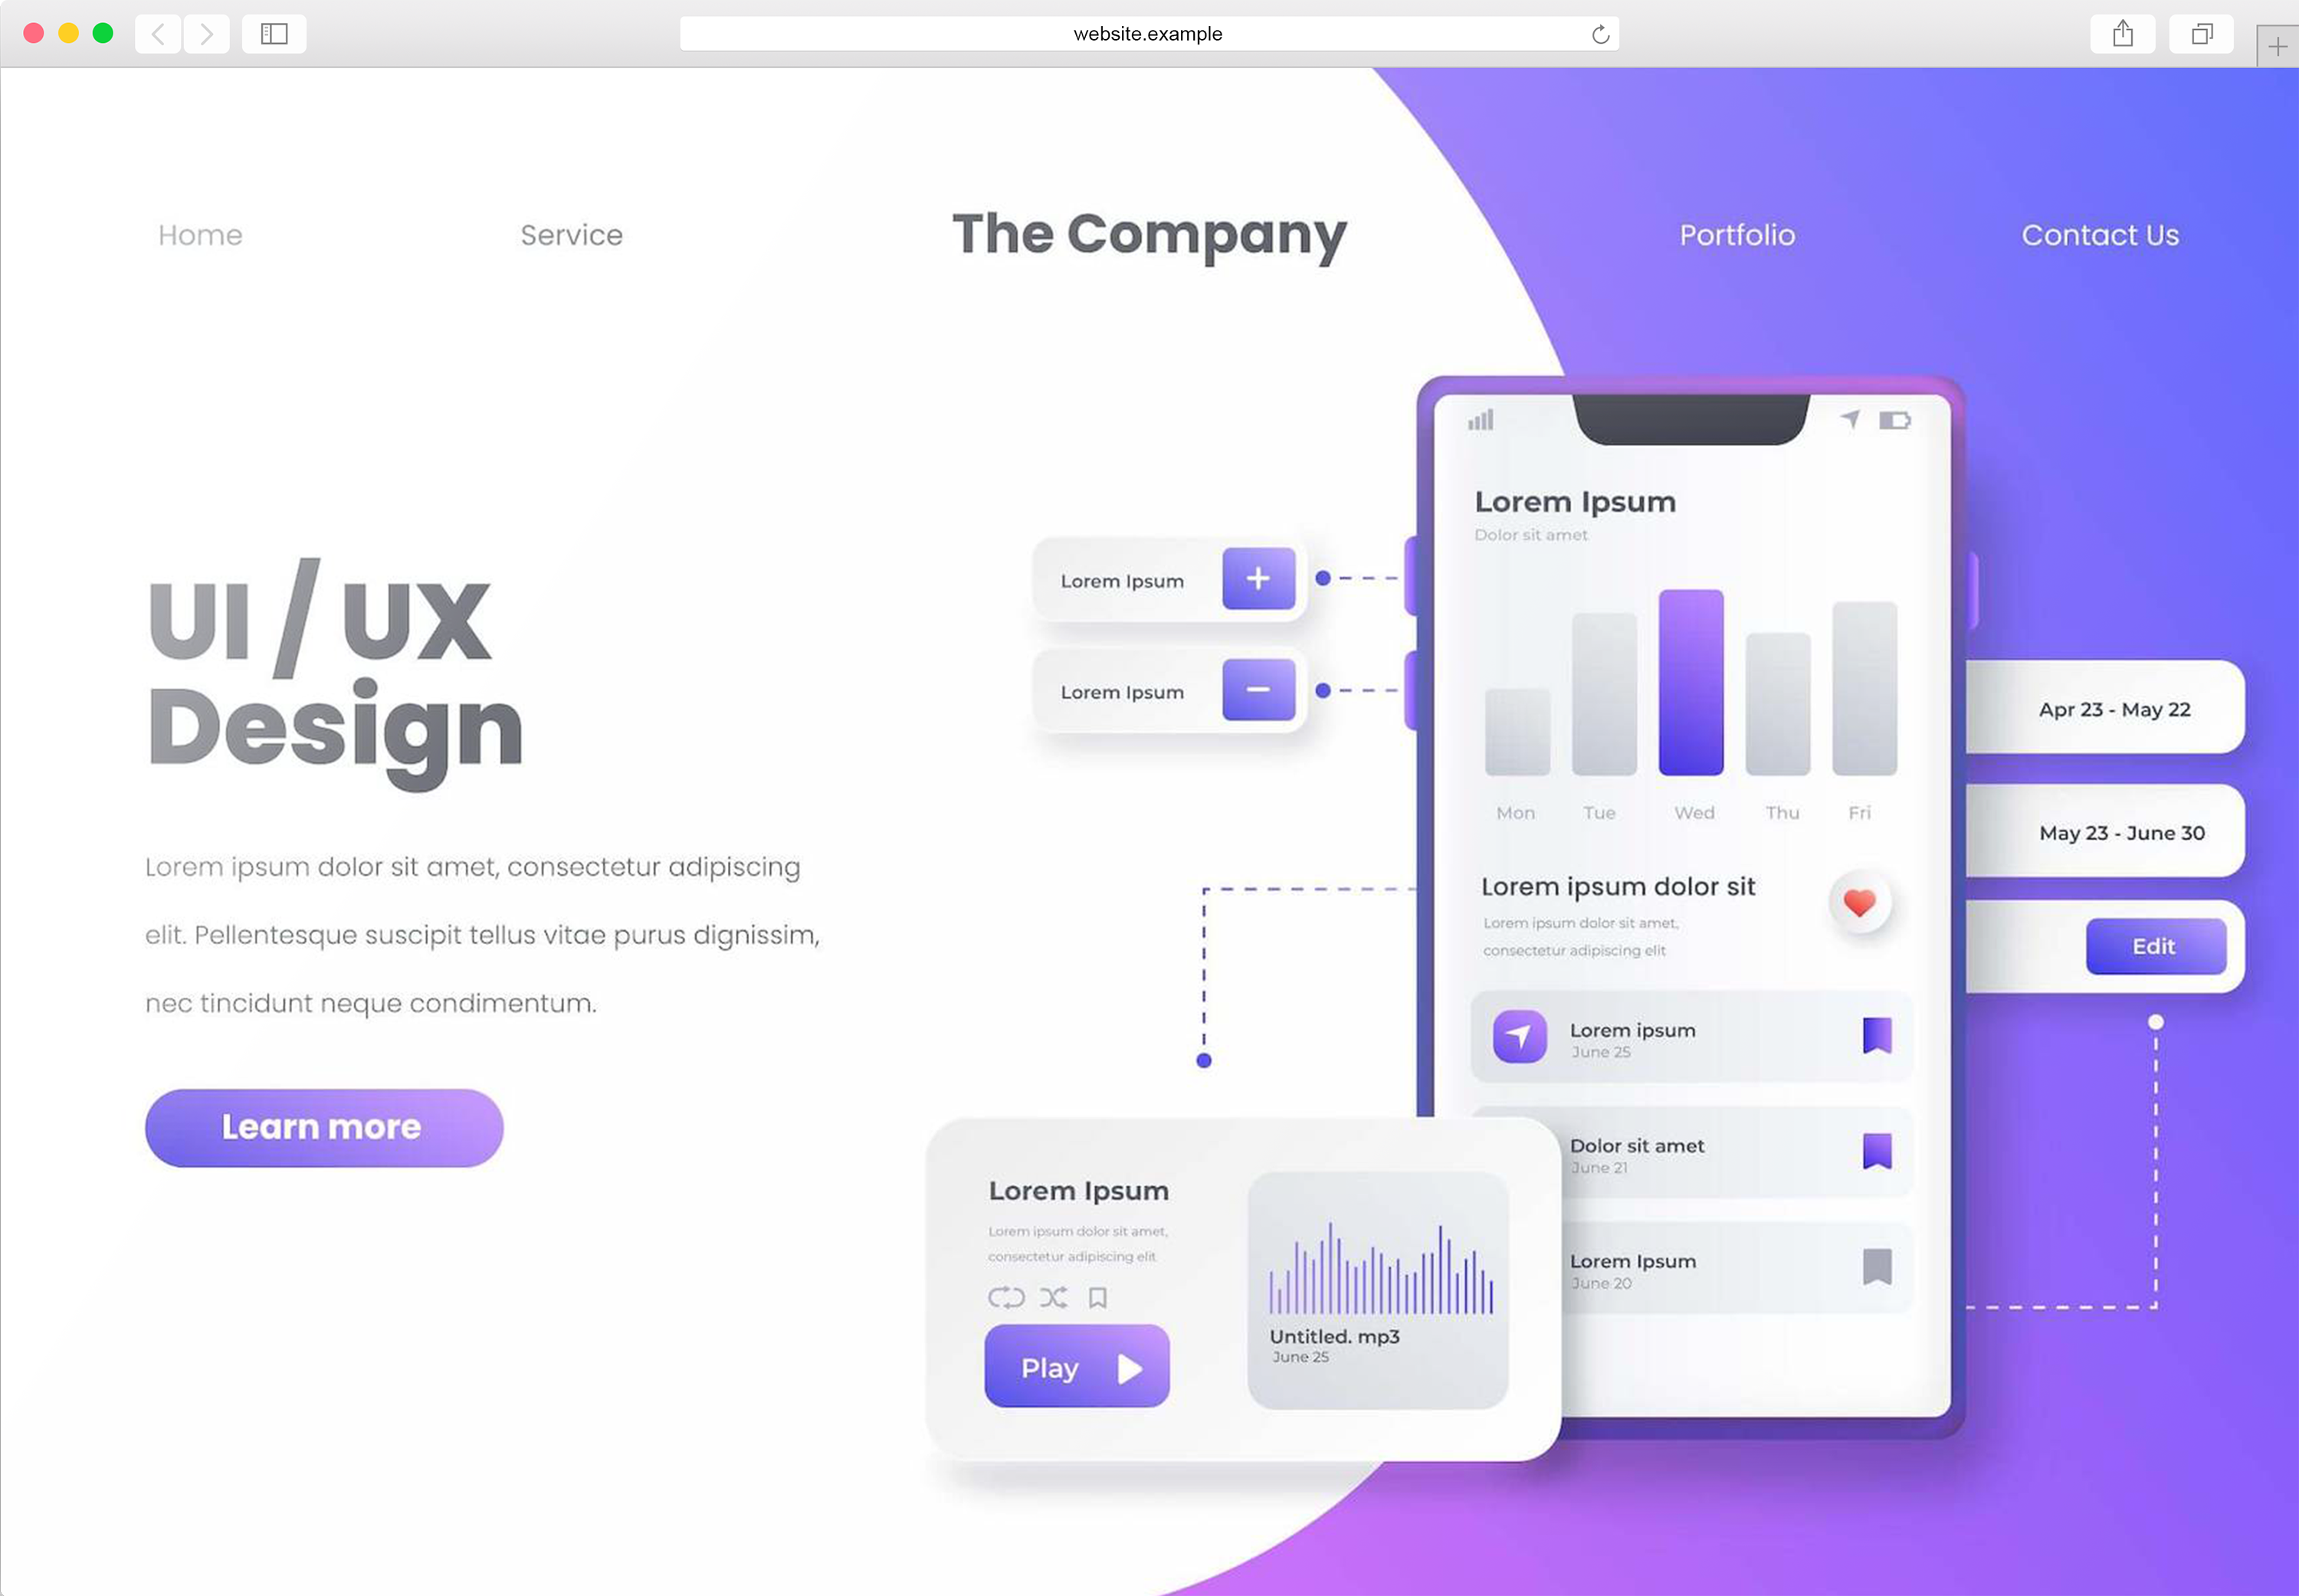 website.example
Home
Service
The Company
Portfolio
Contact Us
UI / UX
Design
Lorem ipsum dolor sit amet, consectetur adipiscing
elit. Pellentesque suscipit tellus vitae purus dignissim,
nec tincidunt neque condimentum.
Learn more
Lorem Ipsum
Lorem Ipsum
Lorem Ipsum
Dolor sit amet
Mon Tue Wed Thu Fri
Lorem ipsum dolor sit
Lorem ipsum dolor sit amet,
consectetur adipiscing elit
Lorem ipsum
June 25
Dolor sit amet
June 21
Lorem Ipsum
June 20
Apr 23 - May 22
May 23 - June 30
Edit
Lorem Ipsum
Lorem ipsum dolor sit amet,
consectetur adipiscing elit
Play
Untitled. mp3
June 25